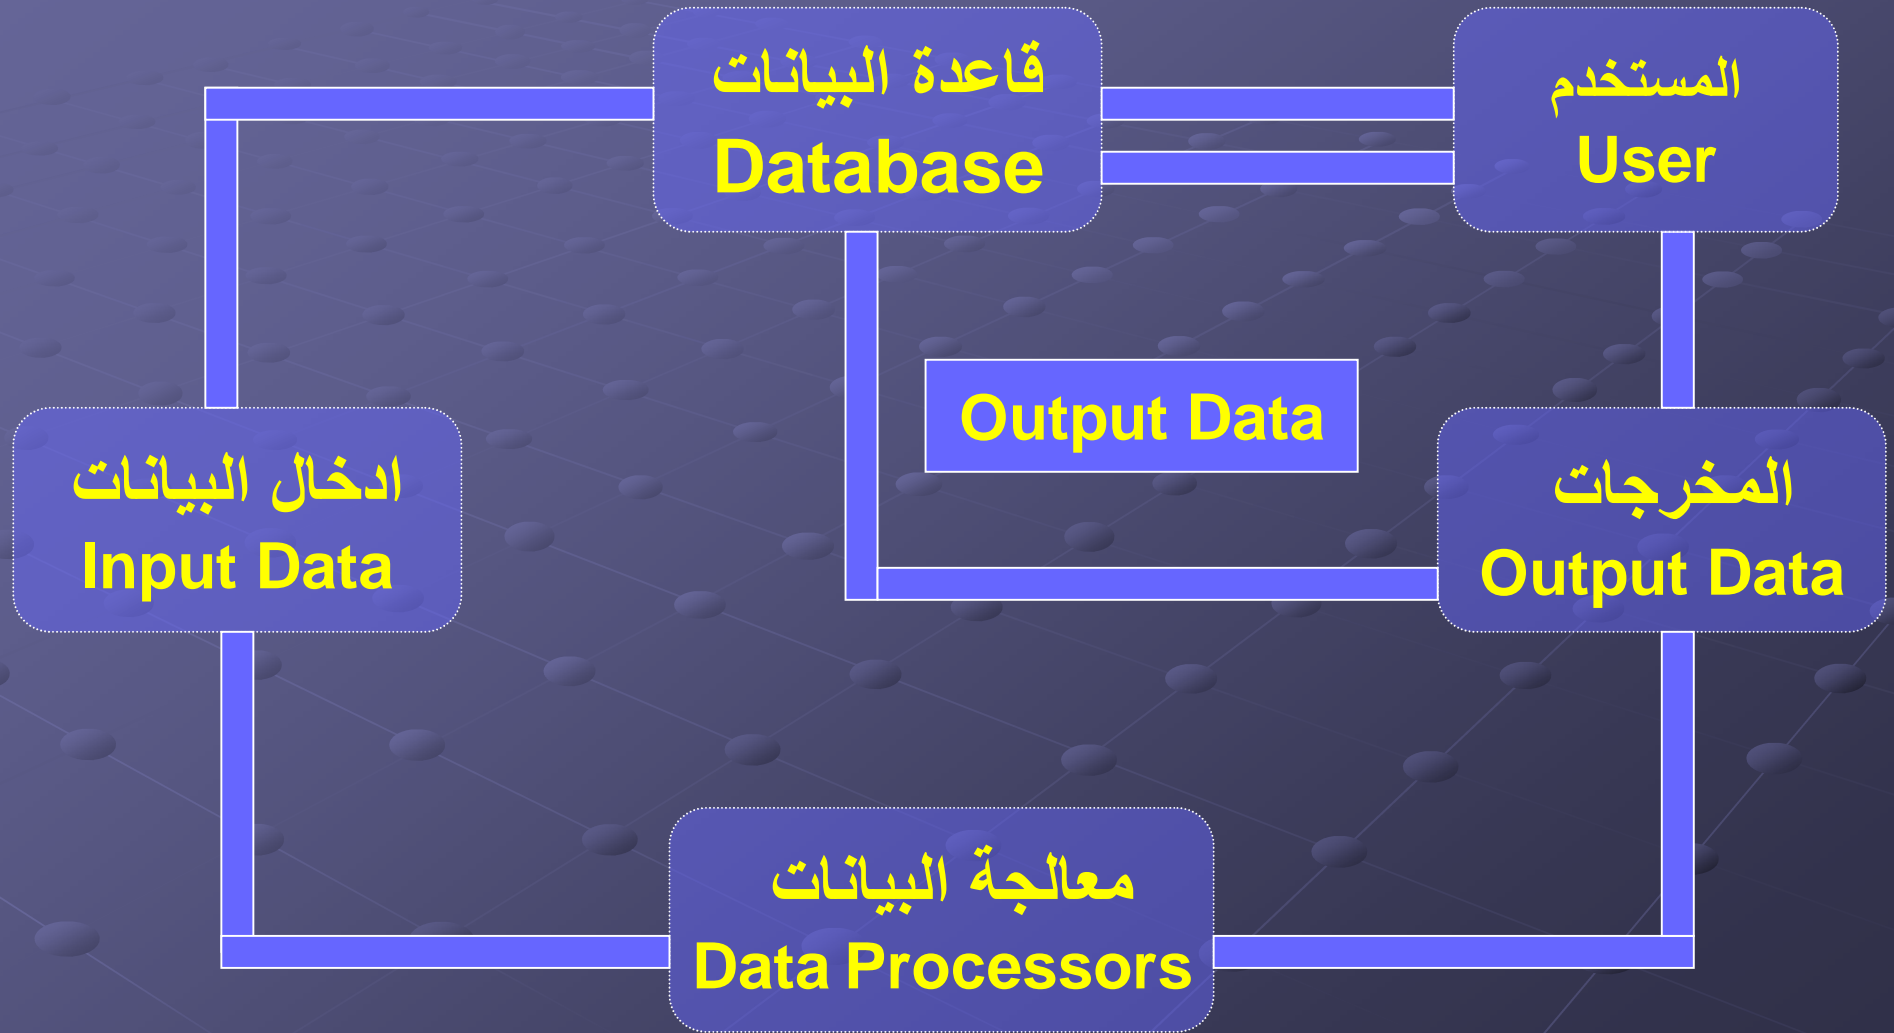 قاعدة البيانات
Database
المستخدم
User
Output Data
ادخال البيانات
Input Data
المخرجات
Output Data
معالجة البيانات
Data Processors